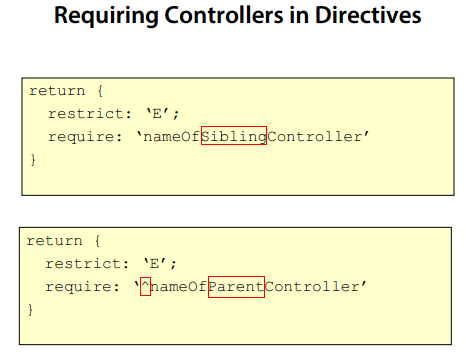 Requiring Controllers in Directives
return {
restrict: ‘E’;
require: ‘nameOfSiblingController’
}
return {
restrict: ‘E’;
require: ‘^nameOfParentController’
}